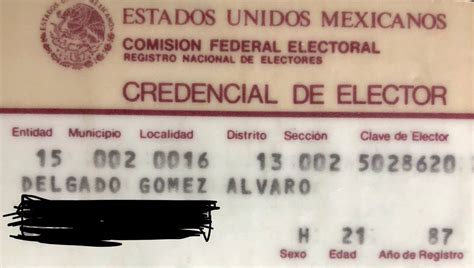 ESTADOS UNIDOS MEXICANOS
COMISION FEDERAL ELECTORAL
REGISTRO NACIONAL DE ELECTORES
CREDENCIAL DE ELECTOR
Entidad Municipio Localidad Distrito Sección Clave de Elector
15 002 0016 13 002 5028620
DELGADO GOMEZ ALVARO
H 21 87
Sexo Edad Año de Registro